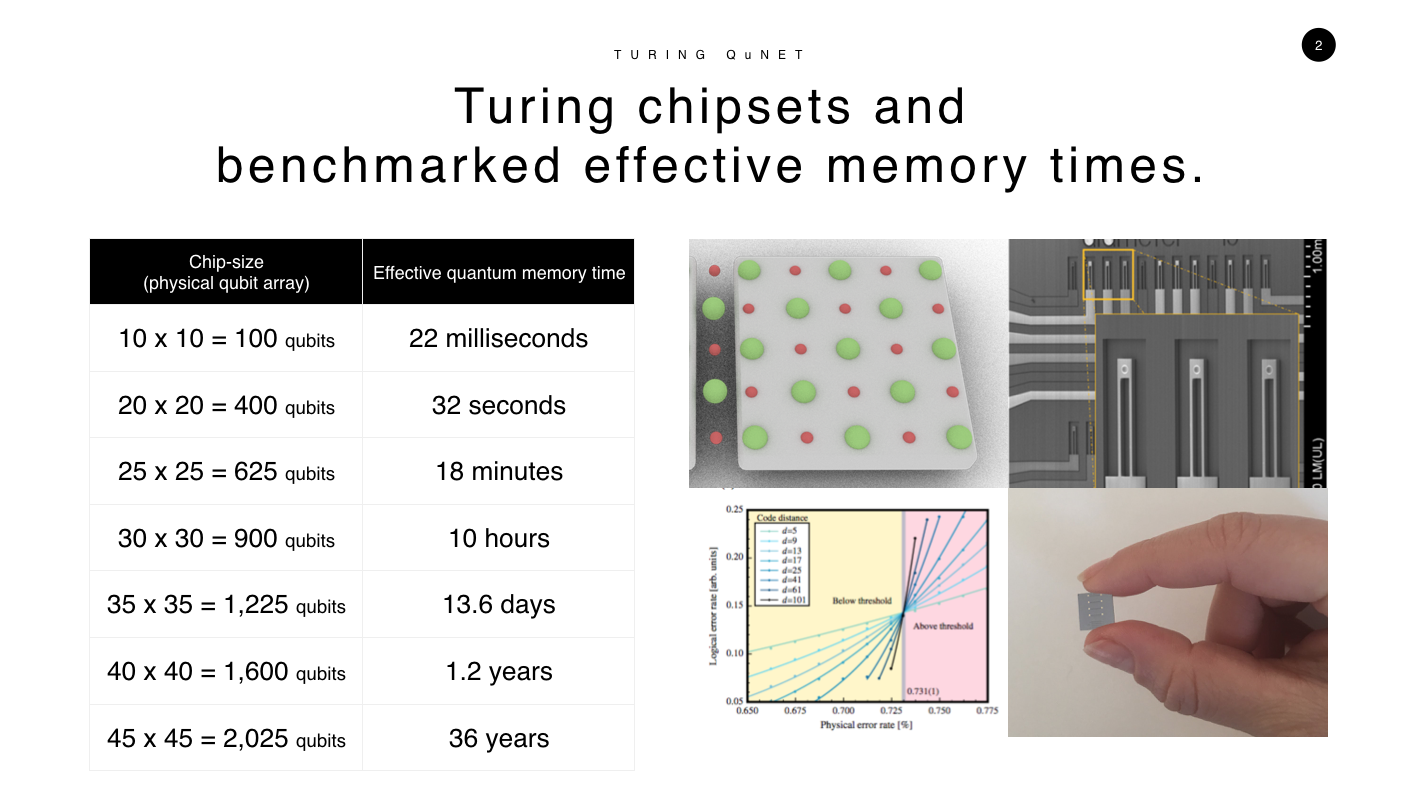 TURING QuNET
2
Turing chipsets and
benchmarked effective memory times.
Chip-size
(physical qubit array)
Effective quantum memory time
10 x 10 = 100 qubits
22 milliseconds
20 x 20 = 400 qubits
32 seconds
25 x 25 = 625 qubits
18 minutes
30 x 30 = 900 qubits
10 hours
35 x 35 = 1,225 qubits
13.6 days
40 x 40 = 1,600 qubits
1.2 years
45 x 45 = 2,025 qubits
36 years
1.00m
LM(UL)
0.25
0.20
0.15
0.10
0.05
Logical error rate [arb. units]
Code distance
d=5
d=9
d=13
d=17
d=25
d=41
d=61
d=101
Below threshold
Above threshold
0.731(1)
0.650
0.675
0.700
0.725
0.750
0.775
Physical error rate [%]